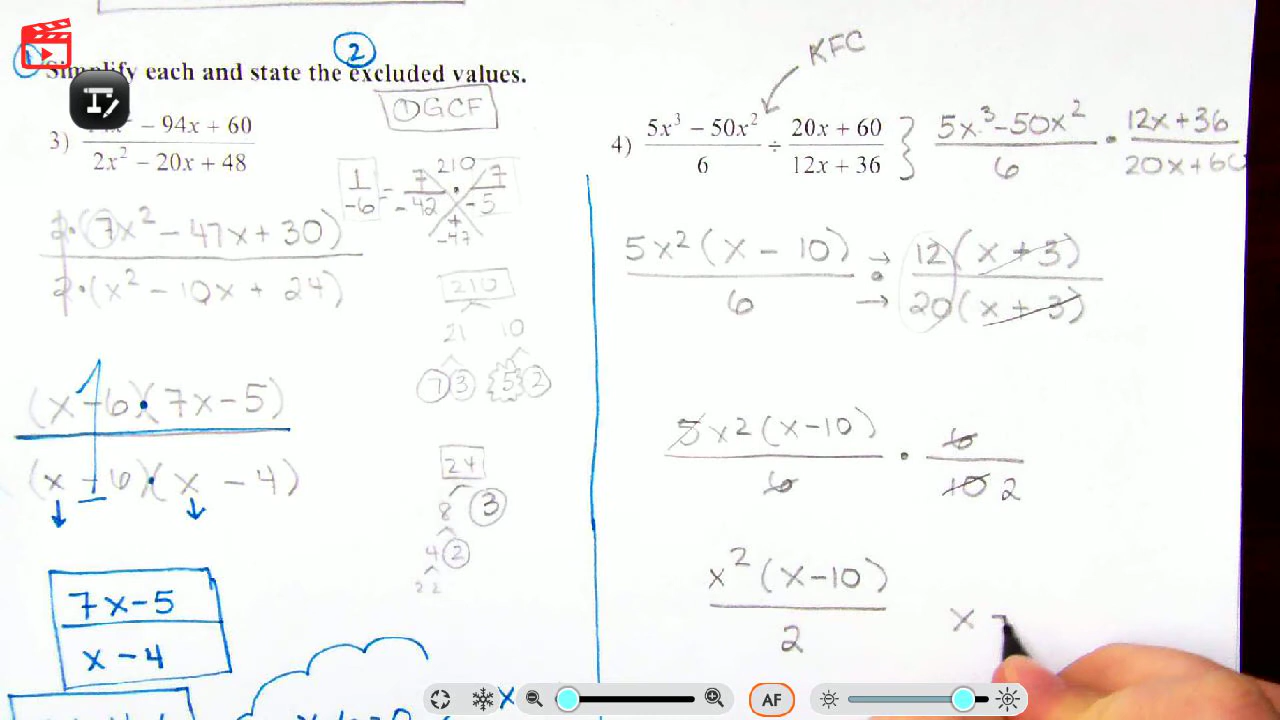 ① Simplify each and state the excluded values.
②
① GCF
3) − 94x + 60
2x² − 20x + 48
1/-6 = 7/-42 · 7/-5
210
+
-47
2·(7x² − 47x + 30)
2·(x² − 10x + 24)
210
21 10
7 3 5 2
(x − 6)·(7x − 5)
(x − 6)·(x − 4)
24
8 3
4 2
2 2
7x − 5
x − 4
x
KFC
4) 5x³ − 50x² ÷ 20x + 60 } 5x³ − 50x² · 12x + 36
6 12x + 36 6 20x + 60
5x²(x − 10) · 12(x + 3)
6 20(x + 3)
5x²(x − 10) · 6
6 10 2
x²(x − 10)
2
x
AF